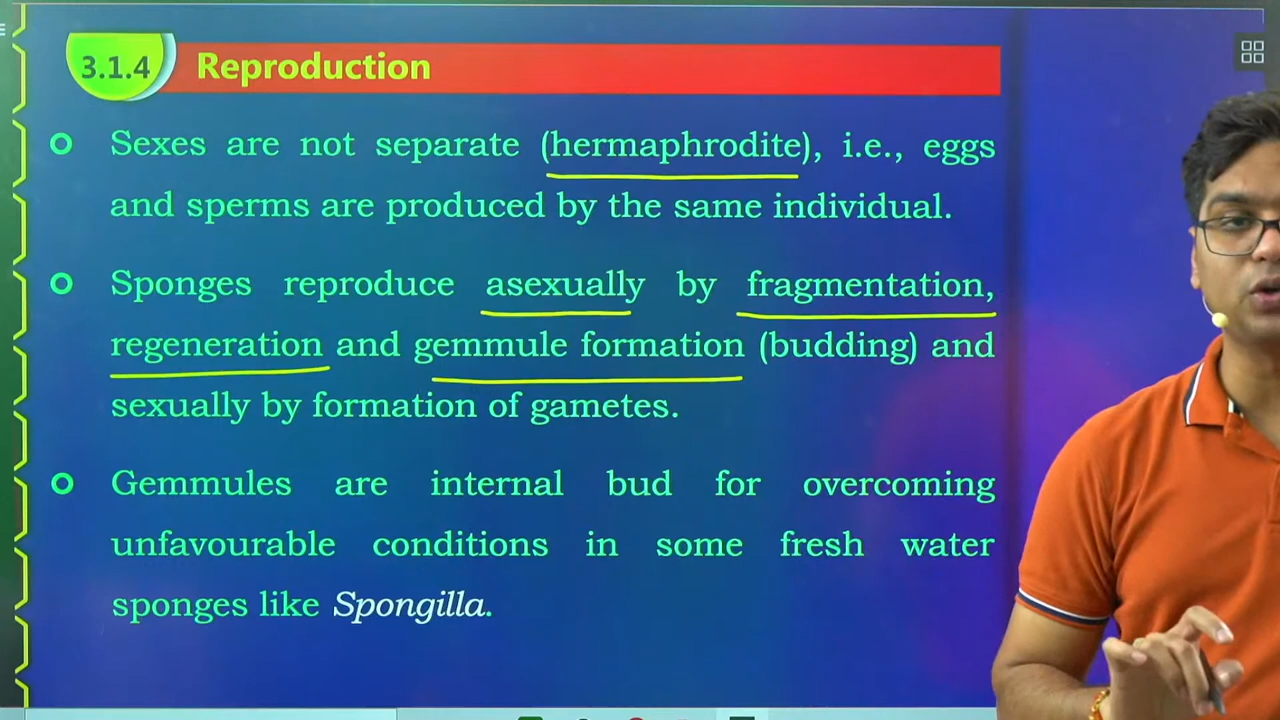 3.1.4 Reproduction
Sexes are not separate (hermaphrodite), i.e., eggs
and sperms are produced by the same individual.
Sponges reproduce asexually by fragmentation,
regeneration and gemmule formation (budding) and
sexually by formation of gametes.
Gemmules are internal bud for overcoming
unfavourable conditions in some fresh water
sponges like Spongilla.